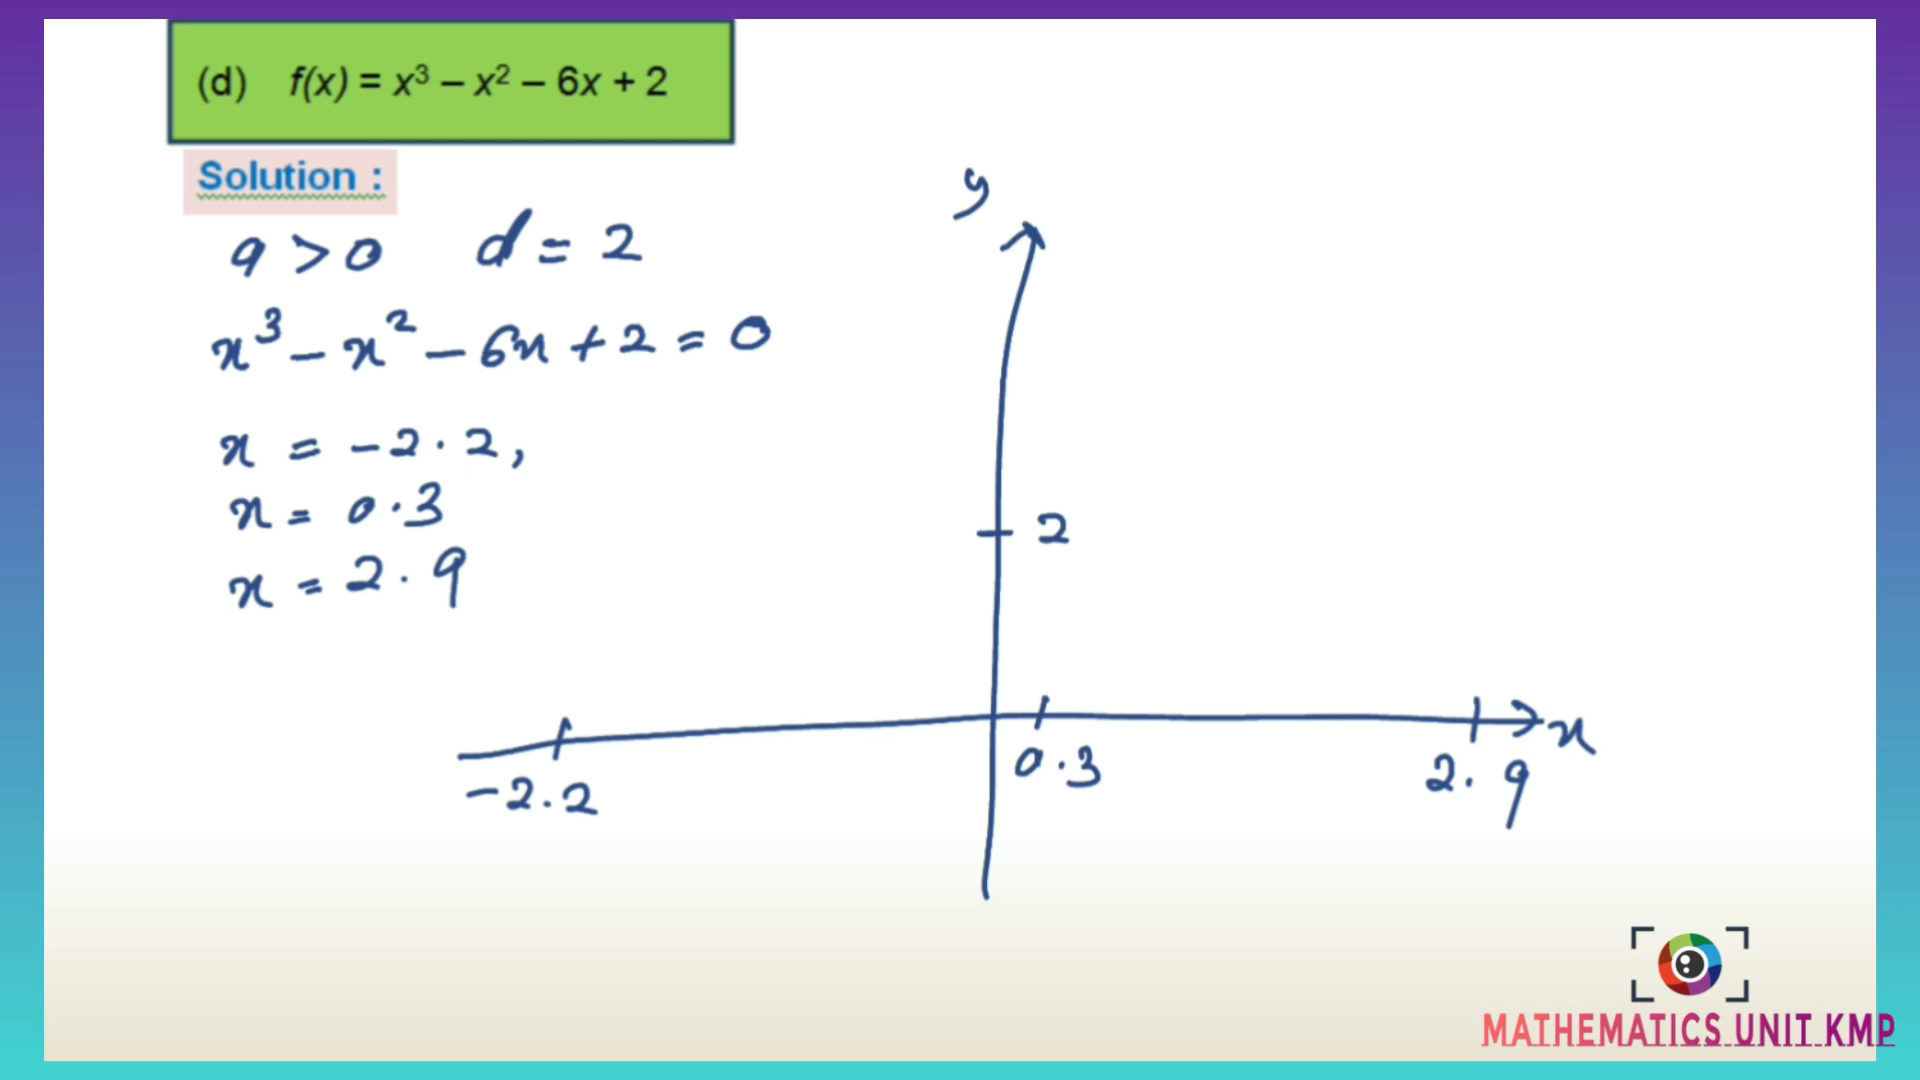 (d) f(x) = x³ – x² – 6x + 2
Solution :
a > 0 d = 2
x³ – x² – 6x + 2 = 0
x = -2.2,
x = 0.3
x = 2.9
y
2
x
-2.2 0.3 2.9
MATHEMATICS UNIT KMP